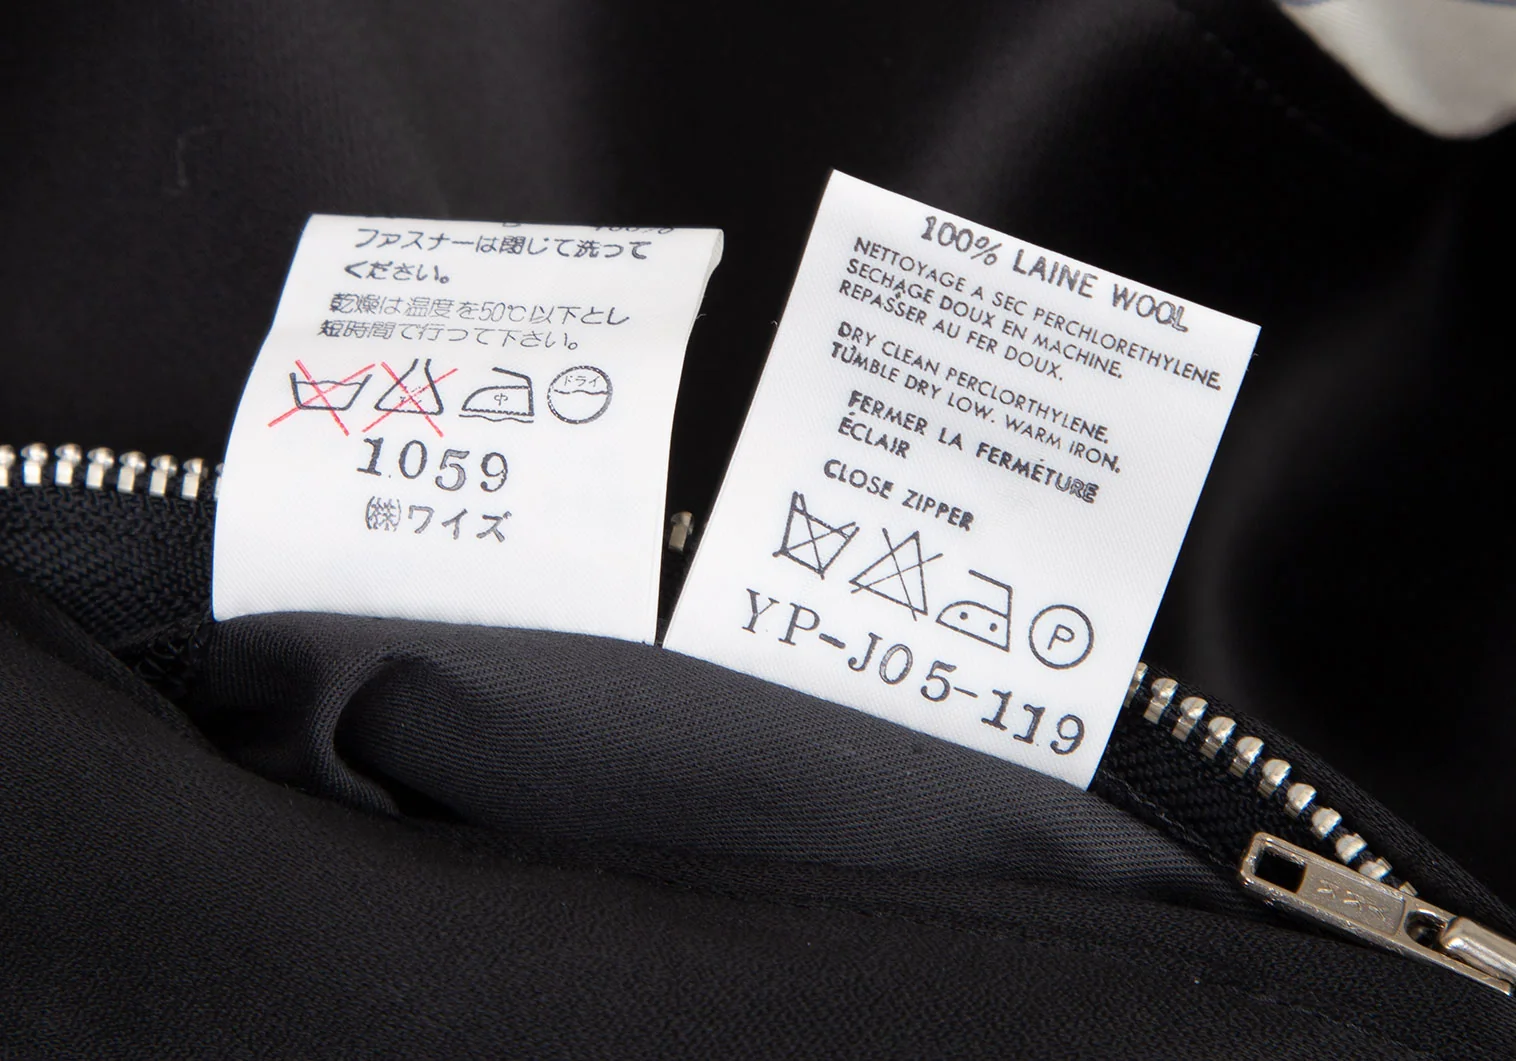 100%
ファスナーは閉じて洗って
ください。
乾燥は温度を50℃以下とし
短時間で行って下さい。
中
ドライ
1059
㈱ワイズ
100% LAINE WOOL
NETTOYAGE A SEC PERCHLORETHYLENE.
SECHAGE DOUX EN MACHINE.
REPASSER AU FER DOUX.
DRY CLEAN PERCLORTHYLENE.
TUMBLE DRY LOW. WARM IRON.
FERMER LA FERMÉTURE
ÉCLAIR
CLOSE ZIPPER
P
YP-J05-119